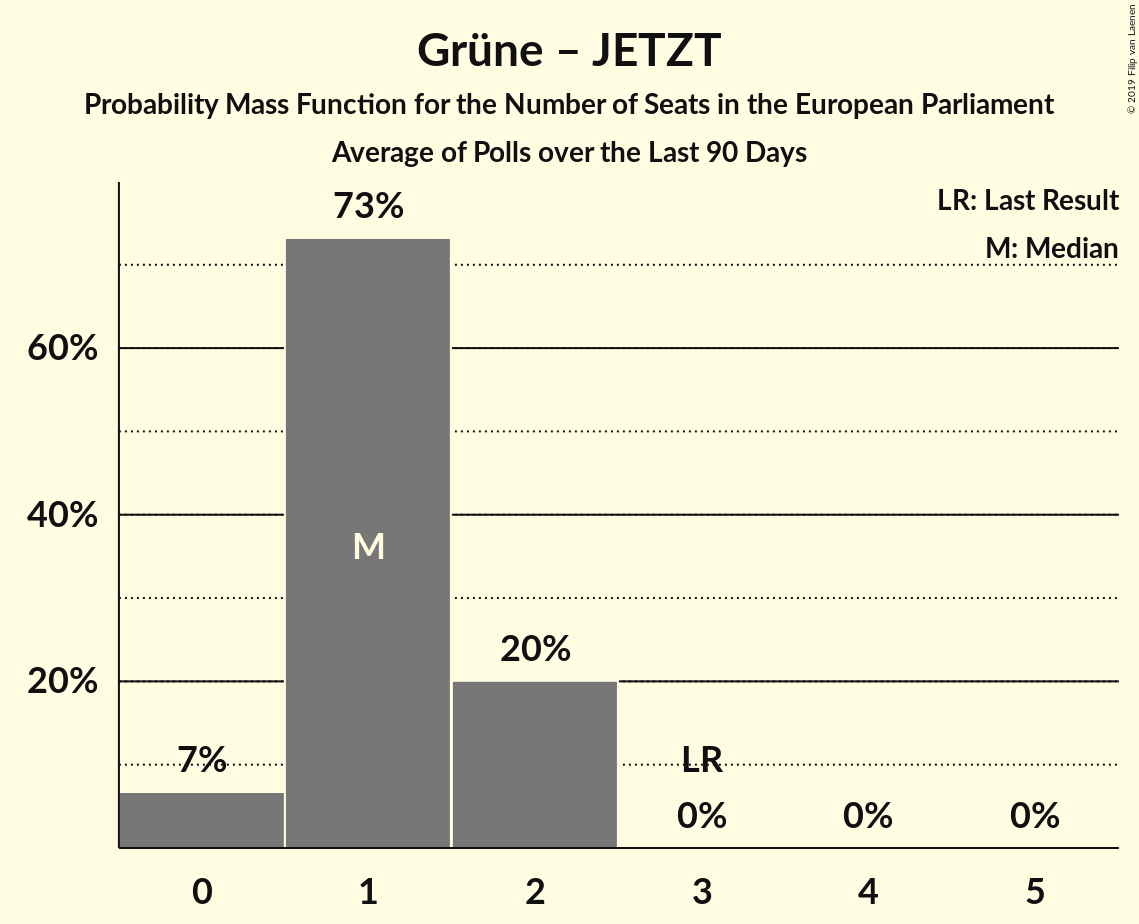 Grüne – JETZT
Probability Mass Function for the Number of Seats in the European Parliament
Average of Polls over the Last 90 Days
© 2019 Filip van Laenen
LR: Last Result
M: Median
73%
60%
M
40%
20%
20%
7%
LR
0%
0%
0%
0 1 2 3 4 5